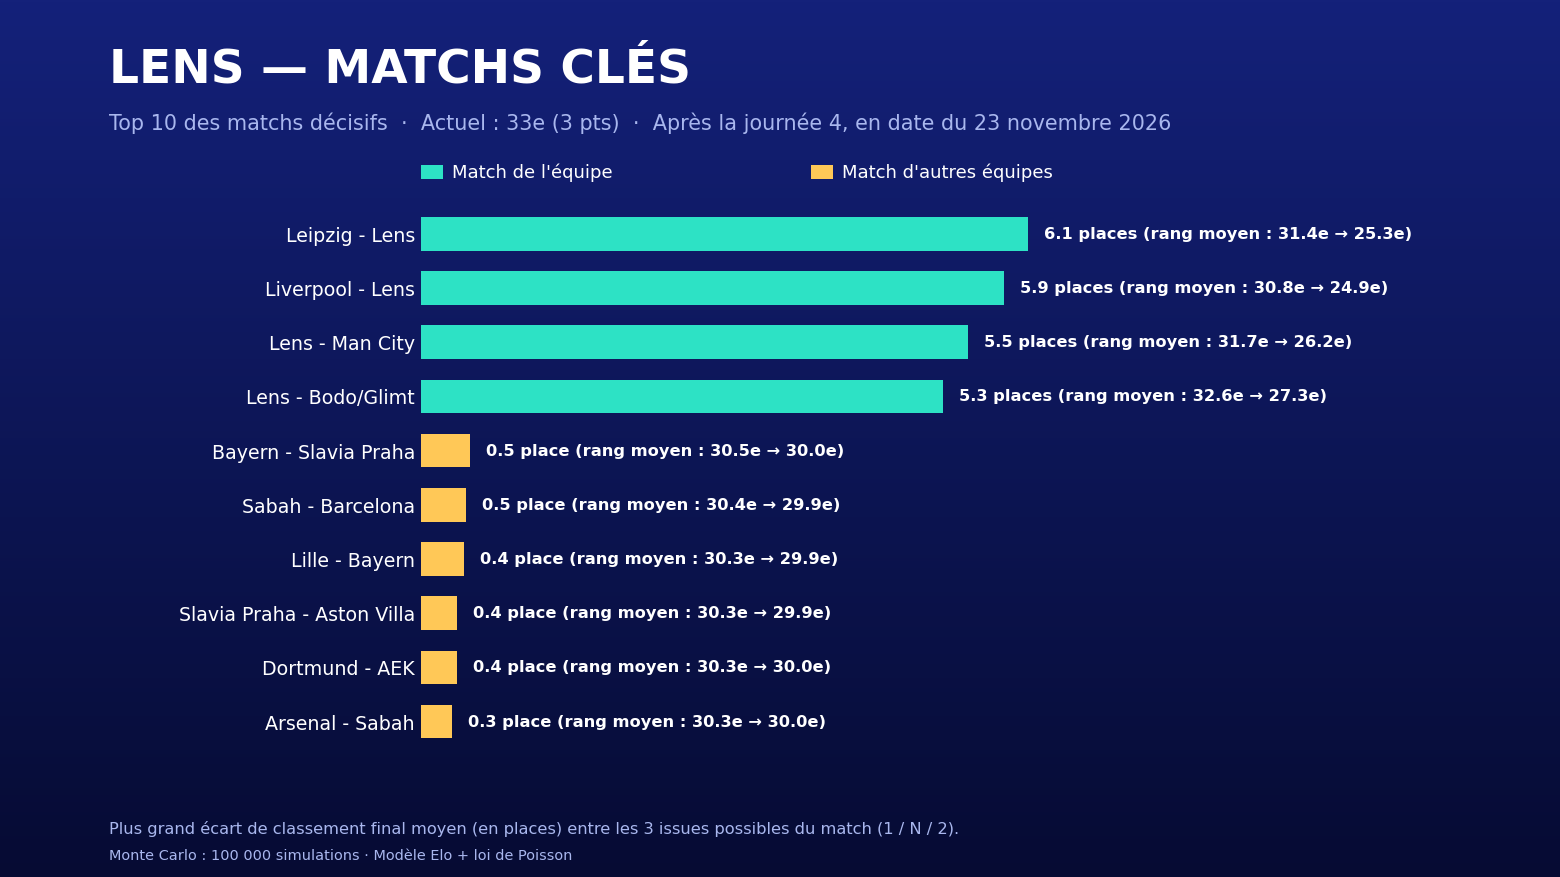 LENS — MATCHS CLÉS
Top 10 des matchs décisifs · Actuel : 33e (3 pts) · Après la journée 4, en date du 23 novembre 2026
Match de l'équipe Match d'autres équipes
Leipzig - Lens 6.1 places (rang moyen : 31.4e → 25.3e)
Liverpool - Lens 5.9 places (rang moyen : 30.8e → 24.9e)
Lens - Man City 5.5 places (rang moyen : 31.7e → 26.2e)
Lens - Bodo/Glimt 5.3 places (rang moyen : 32.6e → 27.3e)
Bayern - Slavia Praha 0.5 place (rang moyen : 30.5e → 30.0e)
Sabah - Barcelona 0.5 place (rang moyen : 30.4e → 29.9e)
Lille - Bayern 0.4 place (rang moyen : 30.3e → 29.9e)
Slavia Praha - Aston Villa 0.4 place (rang moyen : 30.3e → 29.9e)
Dortmund - AEK 0.4 place (rang moyen : 30.3e → 30.0e)
Arsenal - Sabah 0.3 place (rang moyen : 30.3e → 30.0e)
Plus grand écart de classement final moyen (en places) entre les 3 issues possibles du match (1 / N / 2).
Monte Carlo : 100 000 simulations · Modèle Elo + loi de Poisson